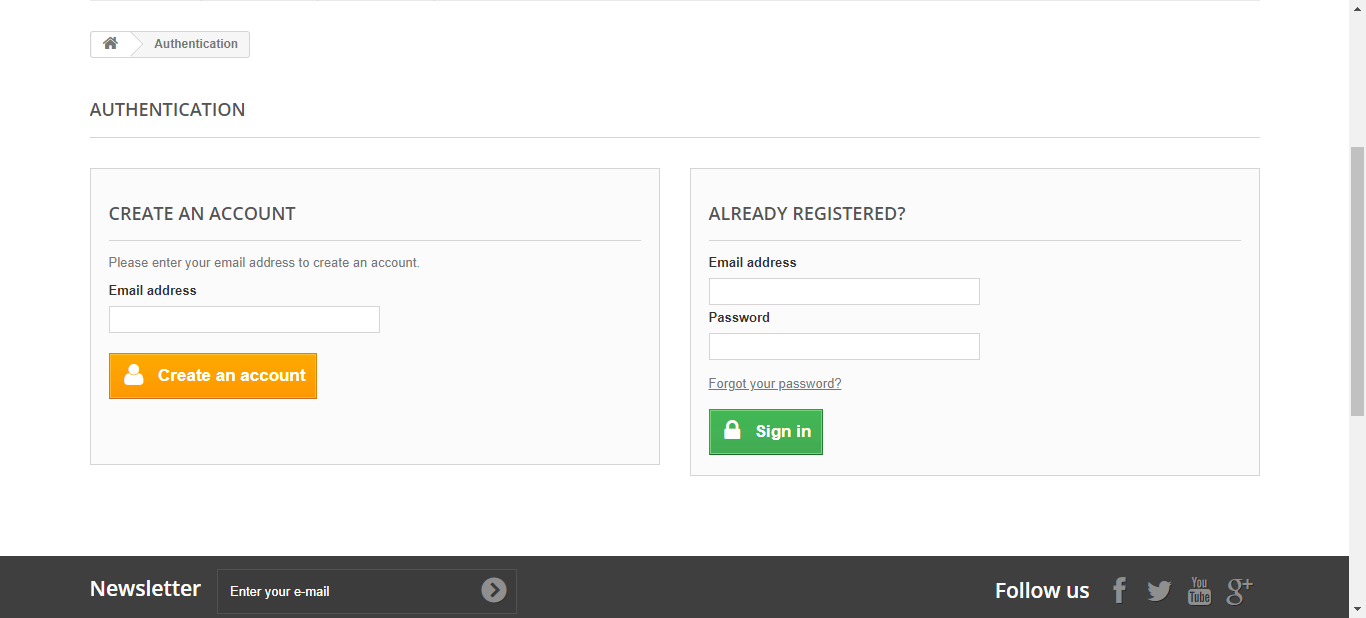 Authentication
AUTHENTICATION
CREATE AN ACCOUNT
Please enter your email address to create an account.
Email address
Create an account
ALREADY REGISTERED?
Email address
Password
Forgot your password?
Sign in
Newsletter
Enter your e-mail
Follow us
You
Tube
g+